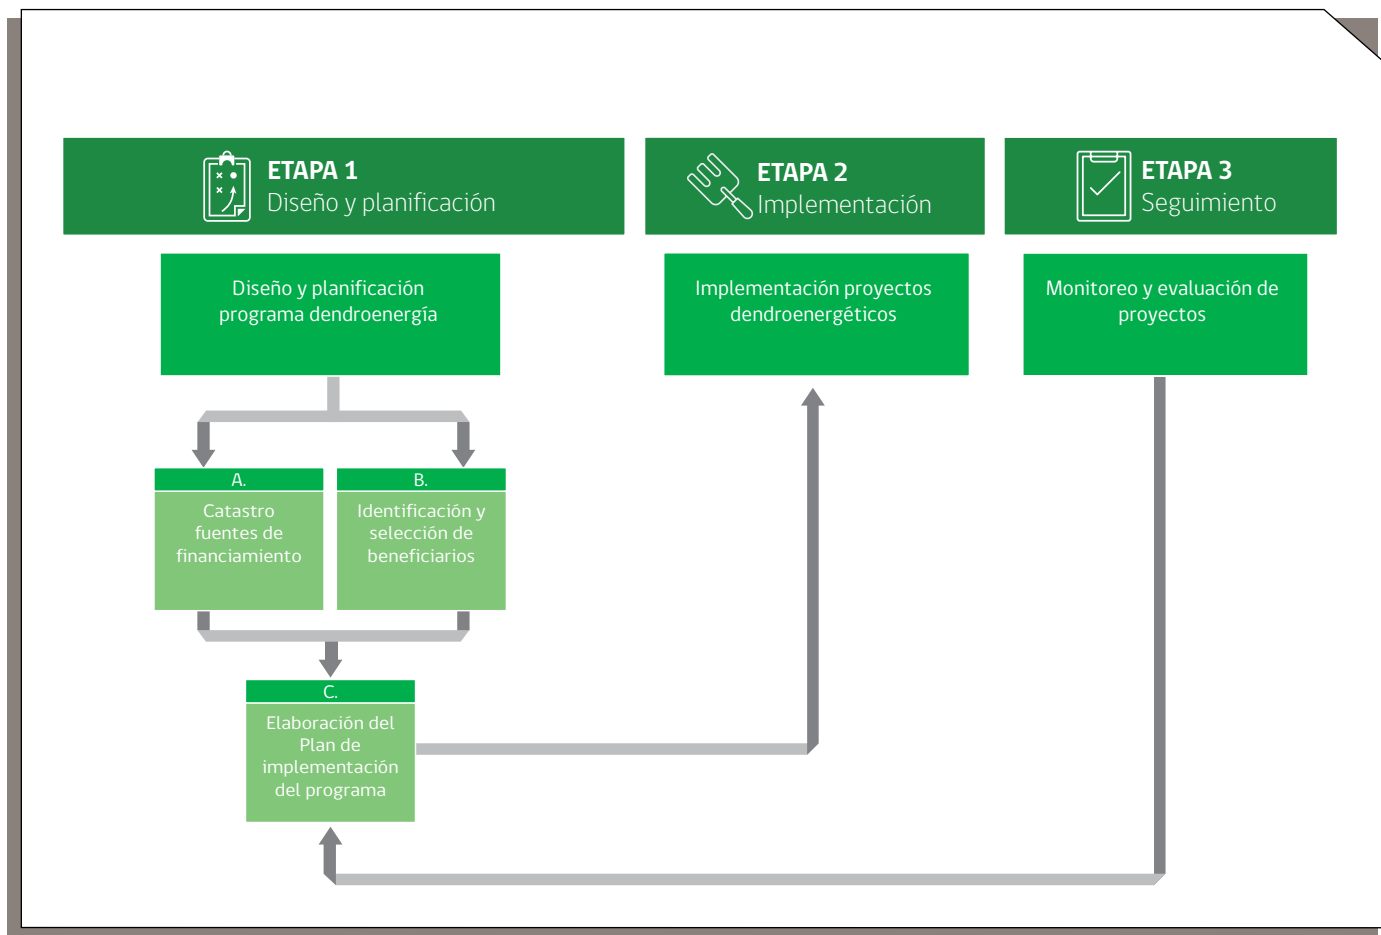 ETAPA 1
Diseño y planificación
ETAPA 2
Implementación
ETAPA 3
Seguimiento
Diseño y planificación
programa dendroenergía
Implementación proyectos
dendroenergéticos
Monitoreo y evaluación de
proyectos
A.
Catastro
fuentes de
financiamiento
B.
Identificación y
selección de
beneficiarios
C.
Elaboración del
Plan de
implementación
del programa